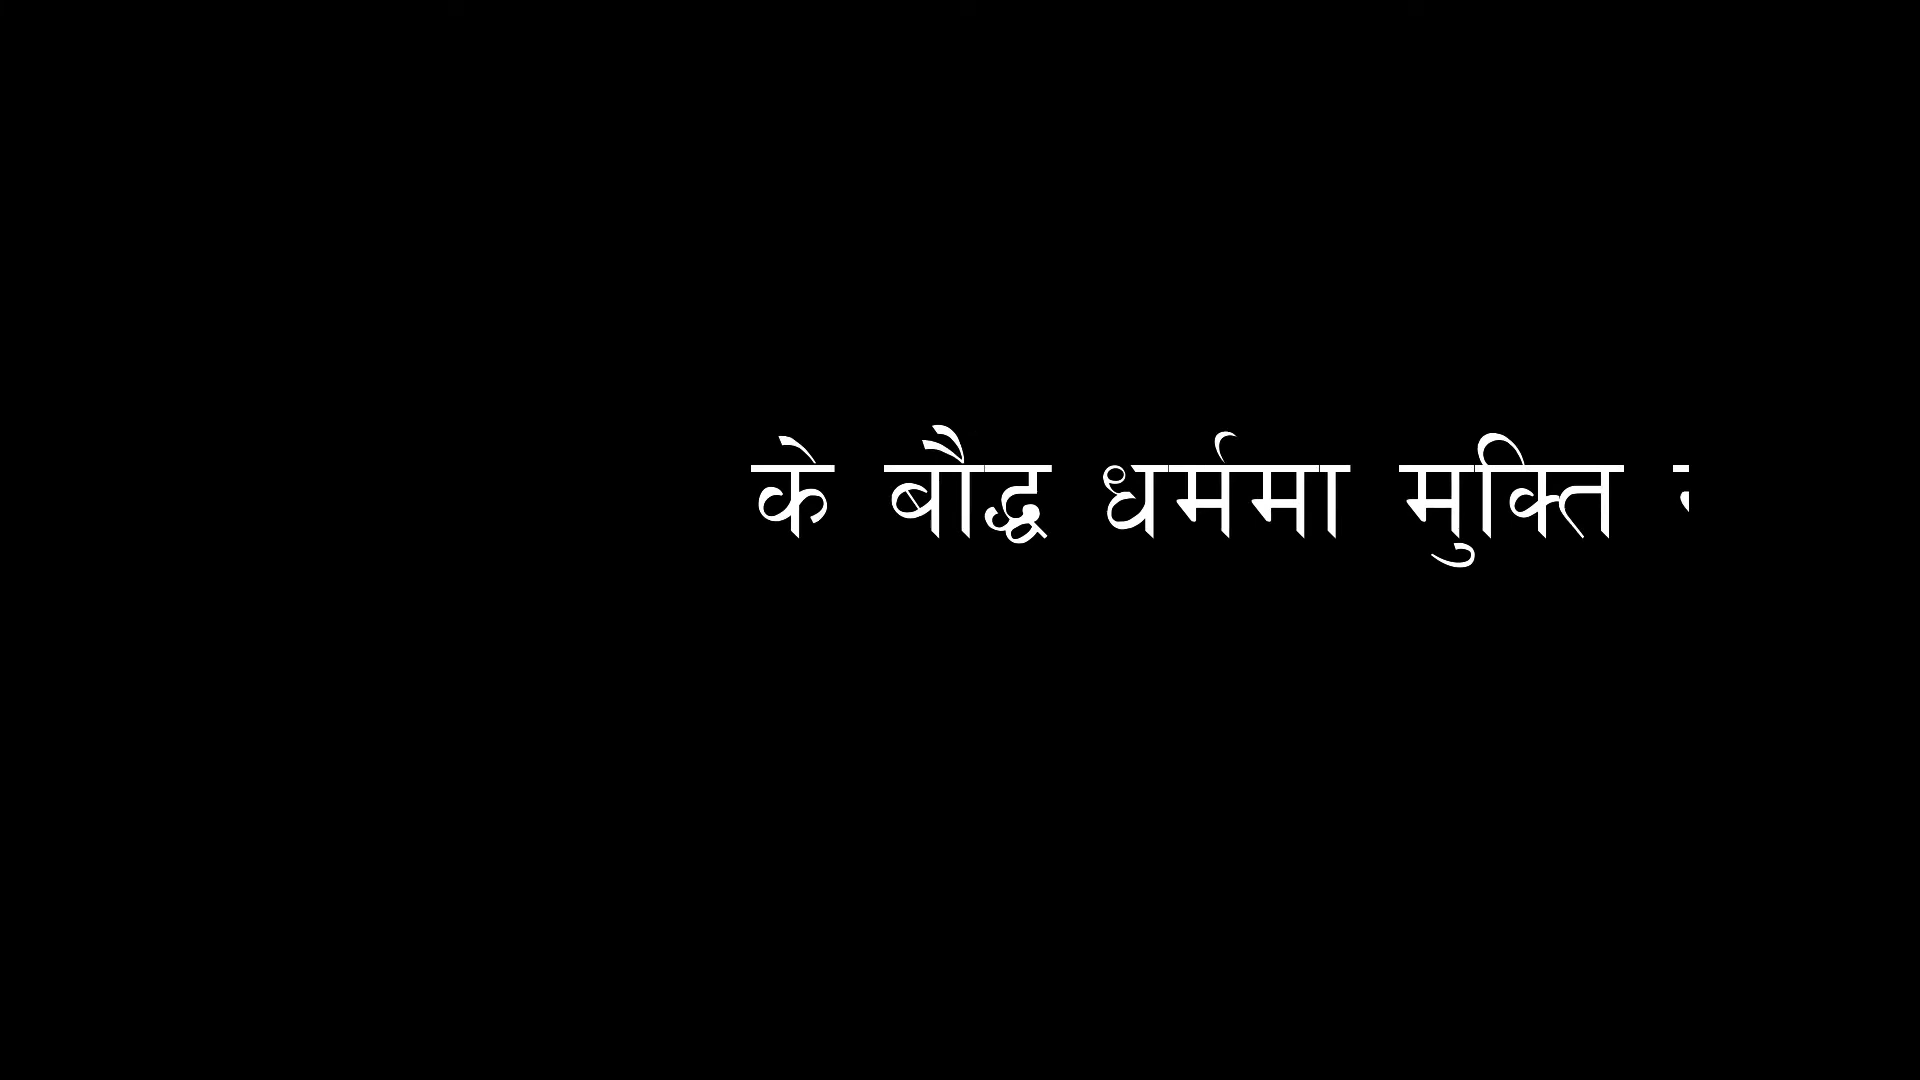 के बौद्ध धर्ममा मुक्ति